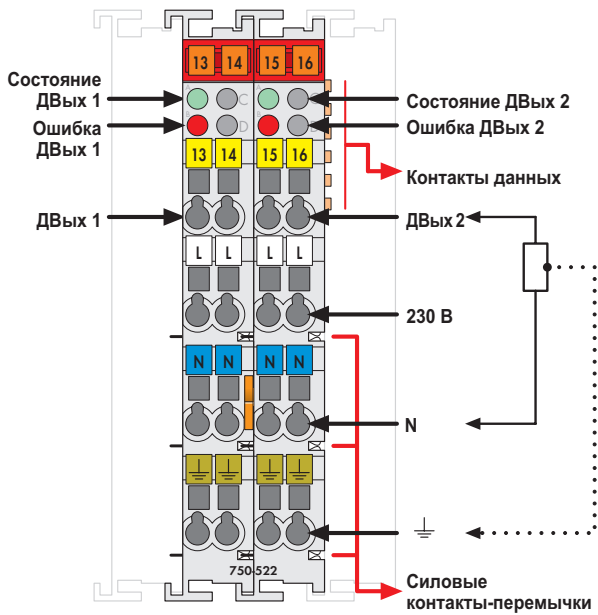 13 14 15 16
Состояние
ДВых 1
A C A C
Состояние ДВых 2
Ошибка
ДВых 1
B D B
Ошибка ДВых 2
13 14 15 16
Контакты данных
ДВых 1
ДВых 2
L L L L
230 В
N N N N
N
750-522
Силовые
контакты-перемычки